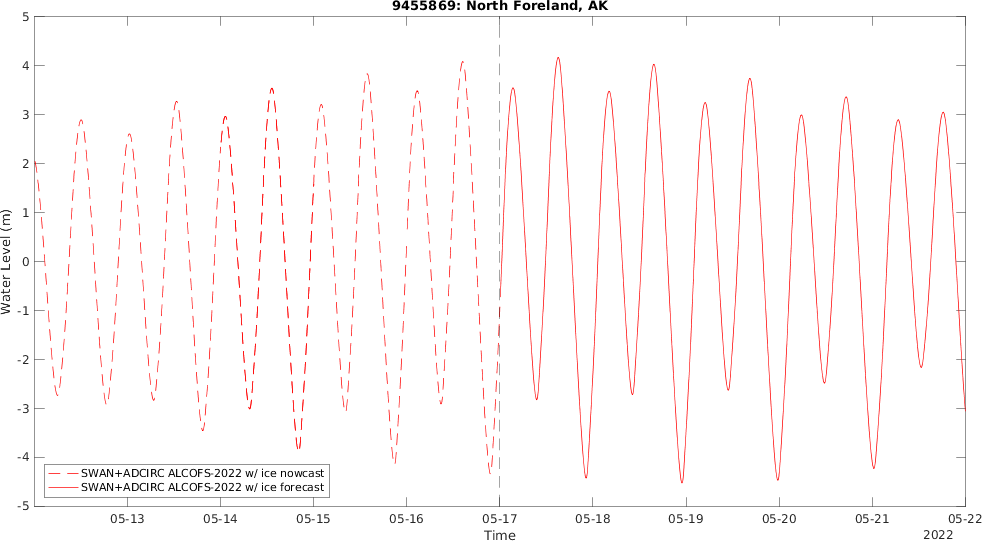 9455869: North Foreland, AK
5
4
3
2
1
0
-1
-2
-3
-4
-5
Water Level (m)
SWAN+ADCIRC ALCOFS-2022 w/ ice nowcast
SWAN+ADCIRC ALCOFS-2022 w/ ice forecast
05-13 05-14 05-15 05-16 05-17 05-18 05-19 05-20 05-21 05-22
Time
2022